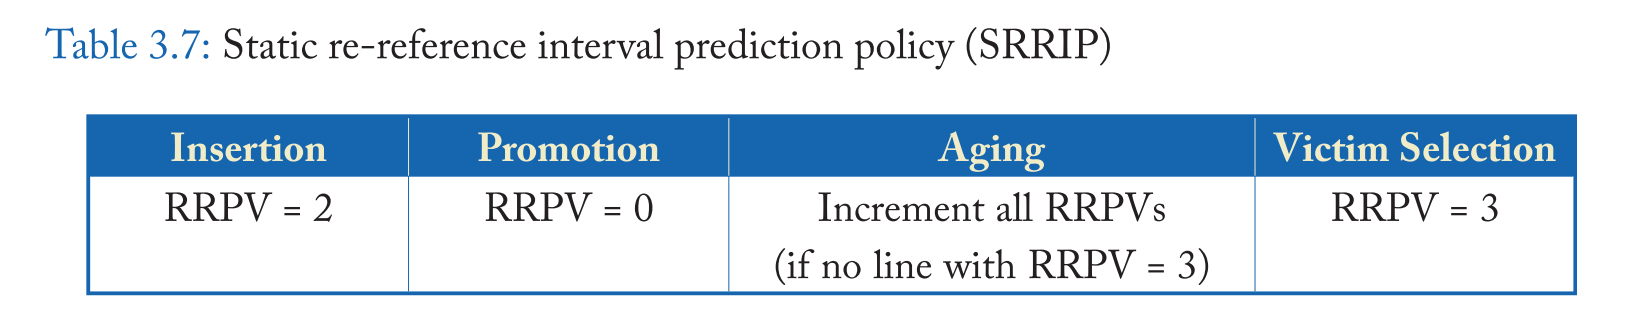 Table 3.7: Static re-reference interval prediction policy (SRRIP)
Insertion Promotion Aging Victim Selection
RRPV = 2 RRPV = 0 Increment all RRPVs RRPV = 3
(if no line with RRPV = 3)